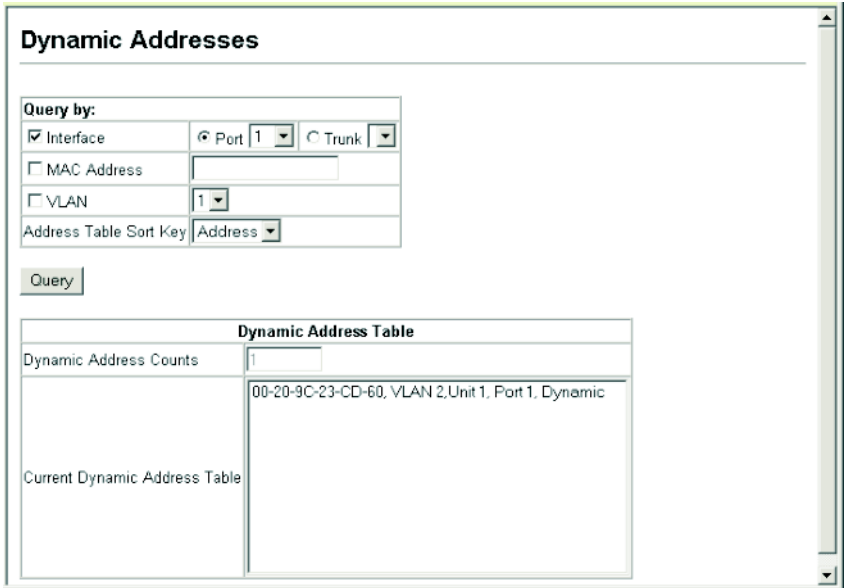 Dynamic Addresses
Query by:
Interface Port 1 Trunk
MAC Address
VLAN 1
Address Table Sort Key Address
Query
Dynamic Address Table
Dynamic Address Counts 1
00-20-9C-23-CD-60, VLAN 2,Unit 1, Port 1, Dynamic
Current Dynamic Address Table